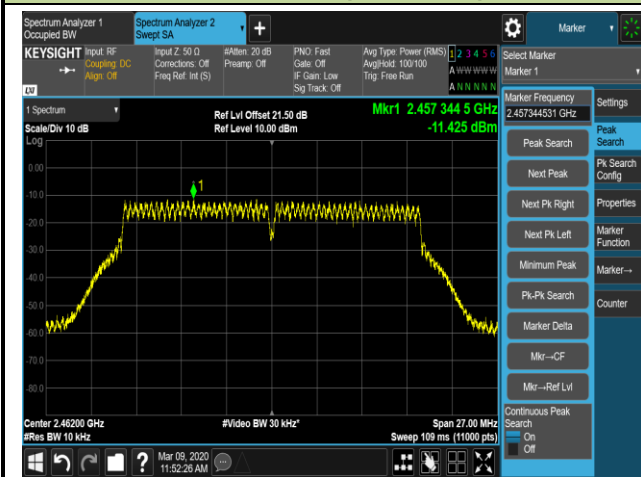 Spectrum Analyzer 1
Occupied BW
Spectrum Analyzer 2
Swept SA
+
Marker
KEYSIGHT
Input: RF
Coupling: DC
Align: Off
Input Z: 50 Ω
Corrections: Off
Freq Ref: Int (S)
#Atten: 20 dB
Preamp: Off
PNO: Fast
Gate: Off
IF Gain: Low
Sig Track: Off
Avg Type: Power (RMS)
Avg|Hold: 100/100
Trig: Free Run
1 2 3 4 5 6
A W W W W W
A N N N N N
LXI
Select Marker
Marker 1
1 Spectrum
Scale/Div 10 dB
Log
Ref Lvl Offset 21.50 dB
Ref Level 10.00 dBm
Mkr1 2.457 344 5 GHz
-11.425 dBm
1
0.00
-10.0
-20.0
-30.0
-40.0
-50.0
-60.0
-70.0
-80.0
Center 2.46200 GHz
#Res BW 10 kHz
#Video BW 30 kHz*
Span 27.00 MHz
Sweep 109 ms (11000 pts)
Marker Frequency
2.457344531 GHz
Peak Search
Next Peak
Next Pk Right
Next Pk Left
Minimum Peak
Pk-Pk Search
Marker Delta
Mkr→CF
Mkr→Ref Lvl
Continuous Peak
Search
On
Off
Settings
Peak
Search
Pk Search
Config
Properties
Marker
Function
Marker→
Counter
?
Mar 09, 2020
11:52:26 AM